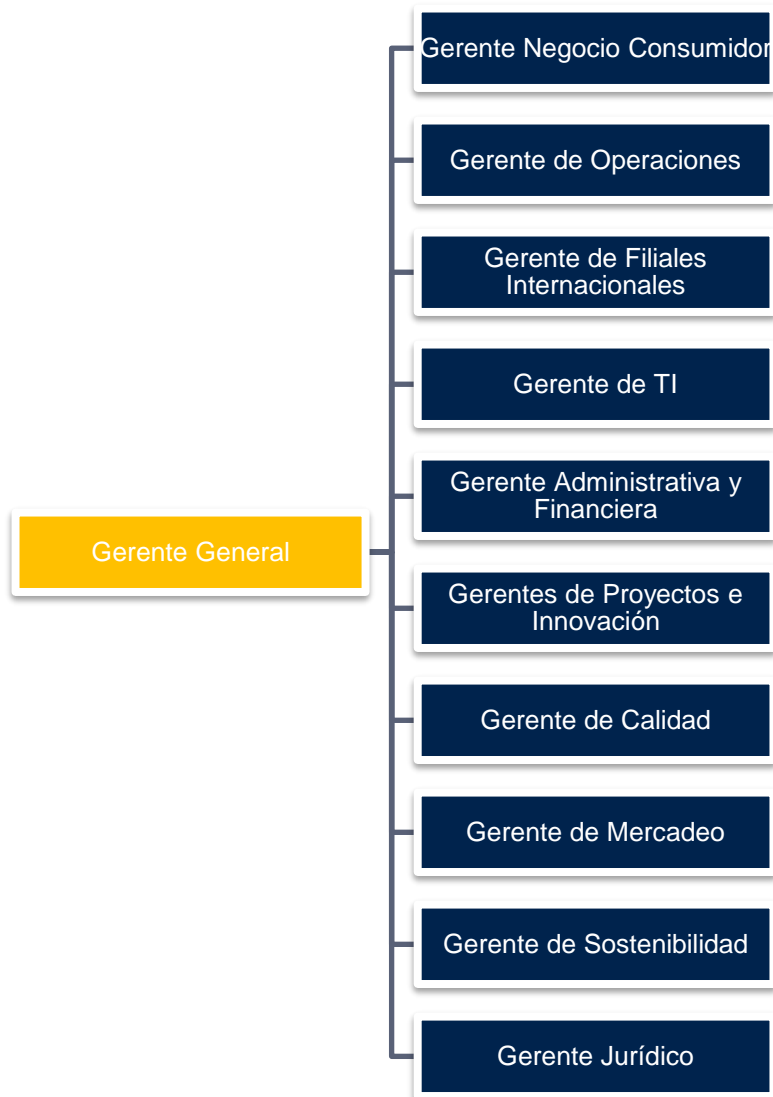 Gerente Negocio Consumidor
Gerente de Operaciones
Gerente de Filiales
Internacionales
Gerente de TI
Gerente Administrativa y
Financiera
Gerente General
Gerentes de Proyectos e
Innovación
Gerente de Calidad
Gerente de Mercadeo
Gerente de Sostenibilidad
Gerente Jurídico